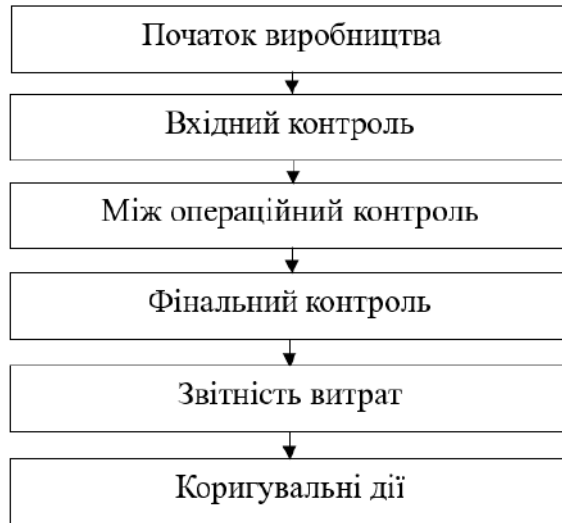 Початок виробництва
Вхідний контроль
Між операційний контроль
Фінальний контроль
Звітність витрат
Коригувальні дії